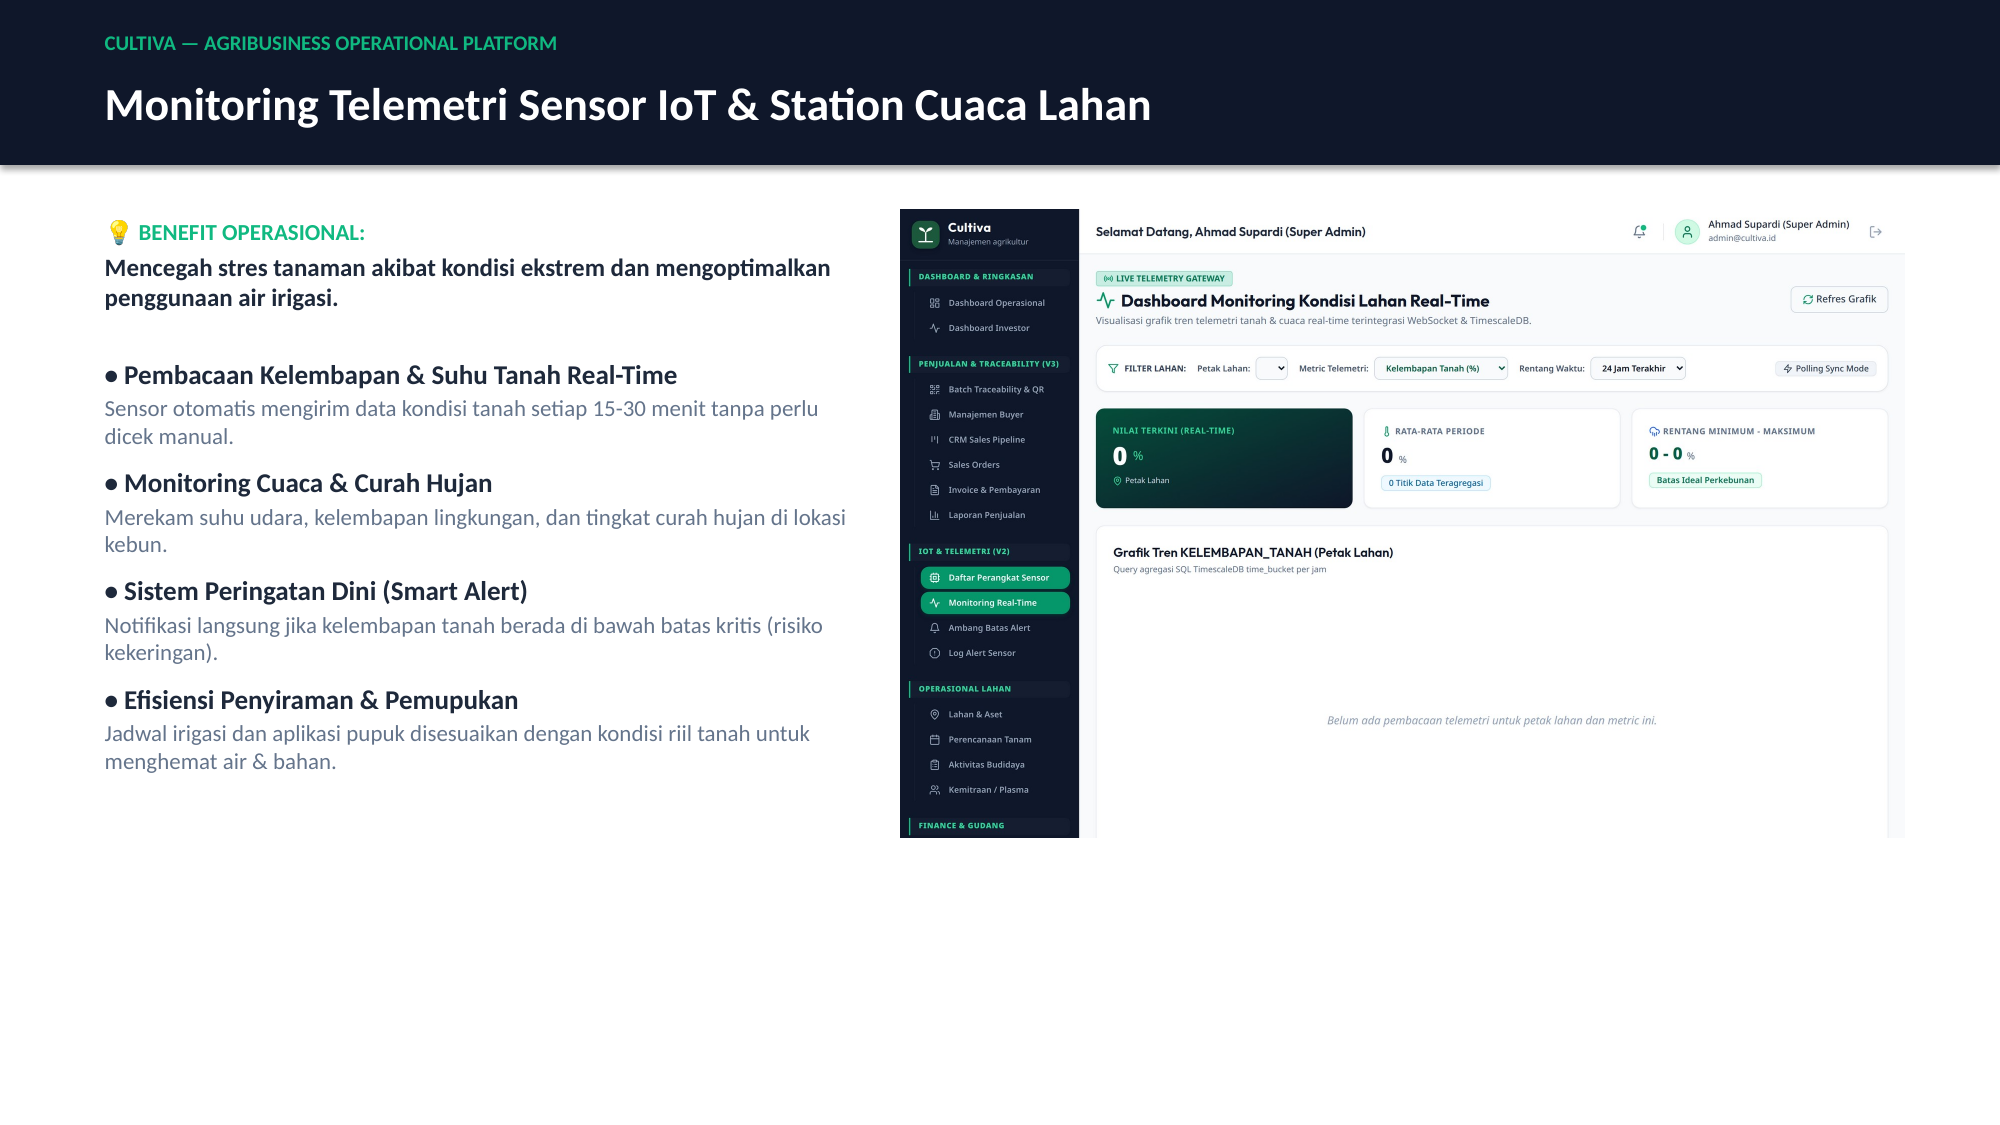 CULTIVA — AGRIBUSINESS OPERATIONAL PLATFORM
Monitoring Telemetri Sensor IoT & Station Cuaca Lahan
💡 BENEFIT OPERASIONAL:
Mencegah stres tanaman akibat kondisi ekstrem dan mengoptimalkan
penggunaan air irigasi.
● Pembacaan Kelembapan & Suhu Tanah Real-Time
Sensor otomatis mengirim data kondisi tanah setiap 15-30 menit tanpa perlu
dicek manual.
● Monitoring Cuaca & Curah Hujan
Merekam suhu udara, kelembapan lingkungan, dan tingkat curah hujan di lokasi
kebun.
● Sistem Peringatan Dini (Smart Alert)
Notifikasi langsung jika kelembapan tanah berada di bawah batas kritis (risiko
kekeringan).
● Efisiensi Penyiraman & Pemupukan
Jadwal irigasi dan aplikasi pupuk disesuaikan dengan kondisi riil tanah untuk
menghemat air & bahan.
Cultiva
Manajemen agrikultur
DASHBOARD & RINGKASAN
Dashboard Operasional
Dashboard Investor
PENJUALAN & TRACEABILITY (V3)
Batch Traceability & QR
Manajemen Buyer
CRM Sales Pipeline
Sales Orders
Invoice & Pembayaran
Laporan Penjualan
IOT & TELEMETRI (V2)
Daftar Perangkat Sensor
Monitoring Real-Time
Ambang Batas Alert
Log Alert Sensor
OPERASIONAL LAHAN
Lahan & Aset
Perencanaan Tanam
Aktivitas Budidaya
Kemitraan / Plasma
FINANCE & GUDANG
Selamat Datang, Ahmad Supardi (Super Admin)
Ahmad Supardi (Super Admin)
admin@cultiva.id
LIVE TELEMETRY GATEWAY
Dashboard Monitoring Kondisi Lahan Real-Time
Visualisasi grafik tren telemetri tanah & cuaca real-time terintegrasi WebSocket & TimescaleDB.
Refres Grafik
FILTER LAHAN: Petak Lahan: Metric Telemetri: Kelembapan Tanah (%) Rentang Waktu: 24 Jam Terakhir Polling Sync Mode
NILAI TERKINI (REAL-TIME)
0 %
Petak Lahan
RATA-RATA PERIODE
0 %
0 Titik Data Teragregasi
RENTANG MINIMUM - MAKSIMUM
0 - 0 %
Batas Ideal Perkebunan
Grafik Tren KELEMBAPAN_TANAH (Petak Lahan)
Query agregasi SQL TimescaleDB time_bucket per jam
Belum ada pembacaan telemetri untuk petak lahan dan metric ini.